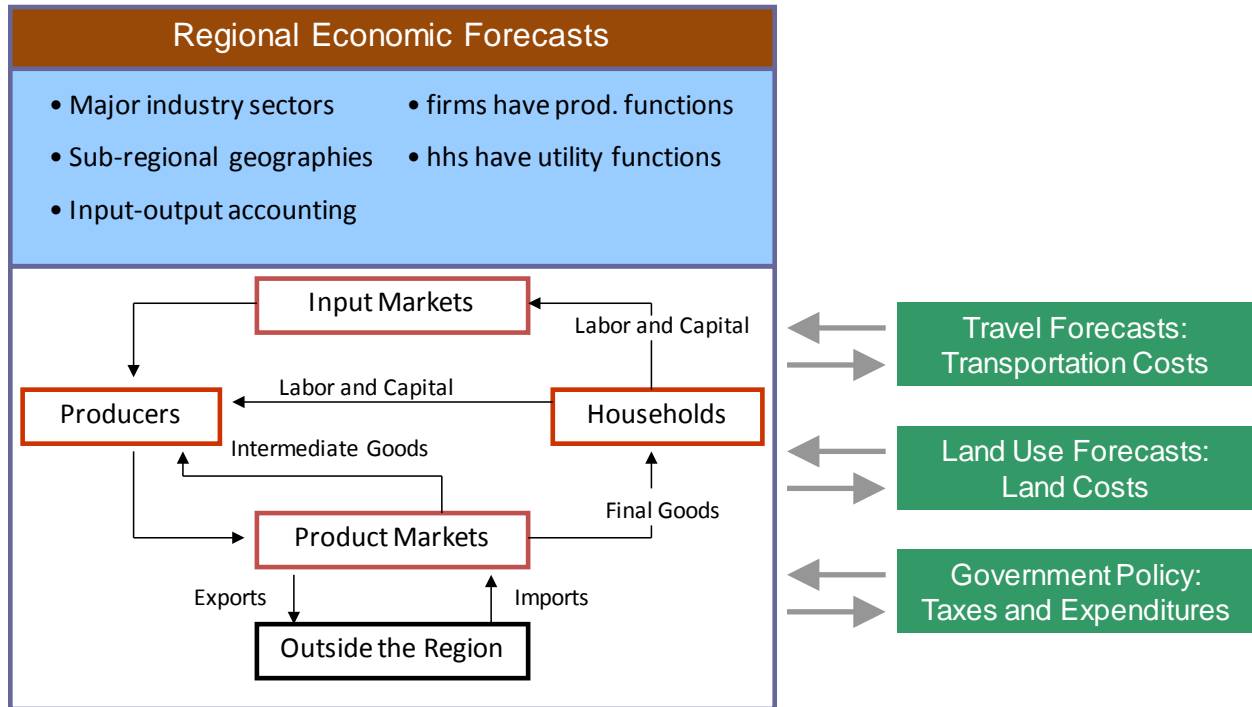 Regional Economic Forecasts
• Major industry sectors
• Sub-regional geographies
• Input-output accounting
• firms have prod. functions
• hhs have utility functions
Input Markets
Labor and Capital
Labor and Capital
Producers
Households
Intermediate Goods
Final Goods
Product Markets
Exports
Imports
Outside the Region
Travel Forecasts:
Transportation Costs
Land Use Forecasts:
Land Costs
Government Policy:
Taxes and Expenditures